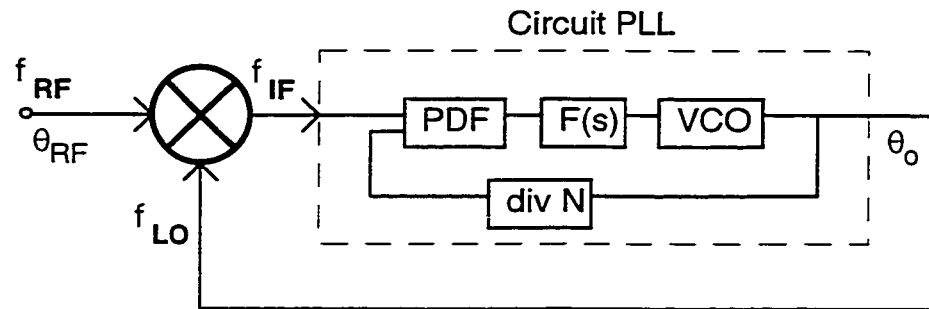 Circuit PLL
f RF
f IF
θRF
PDF
F(s)
VCO
θo
div N
f LO